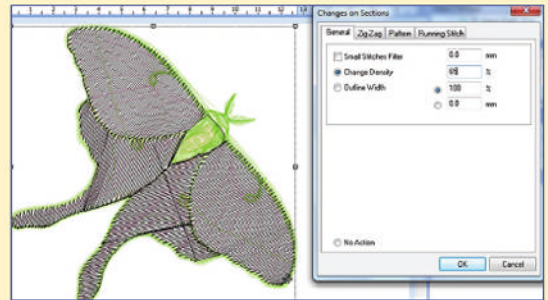 Changes on Sections
General Zig-Zag Pattern Running Stitch
Small Stitches Filter 0.0 mm
Change Density 65 %
Outline Width 100 %
0.0 mm
No Action
OK Cancel